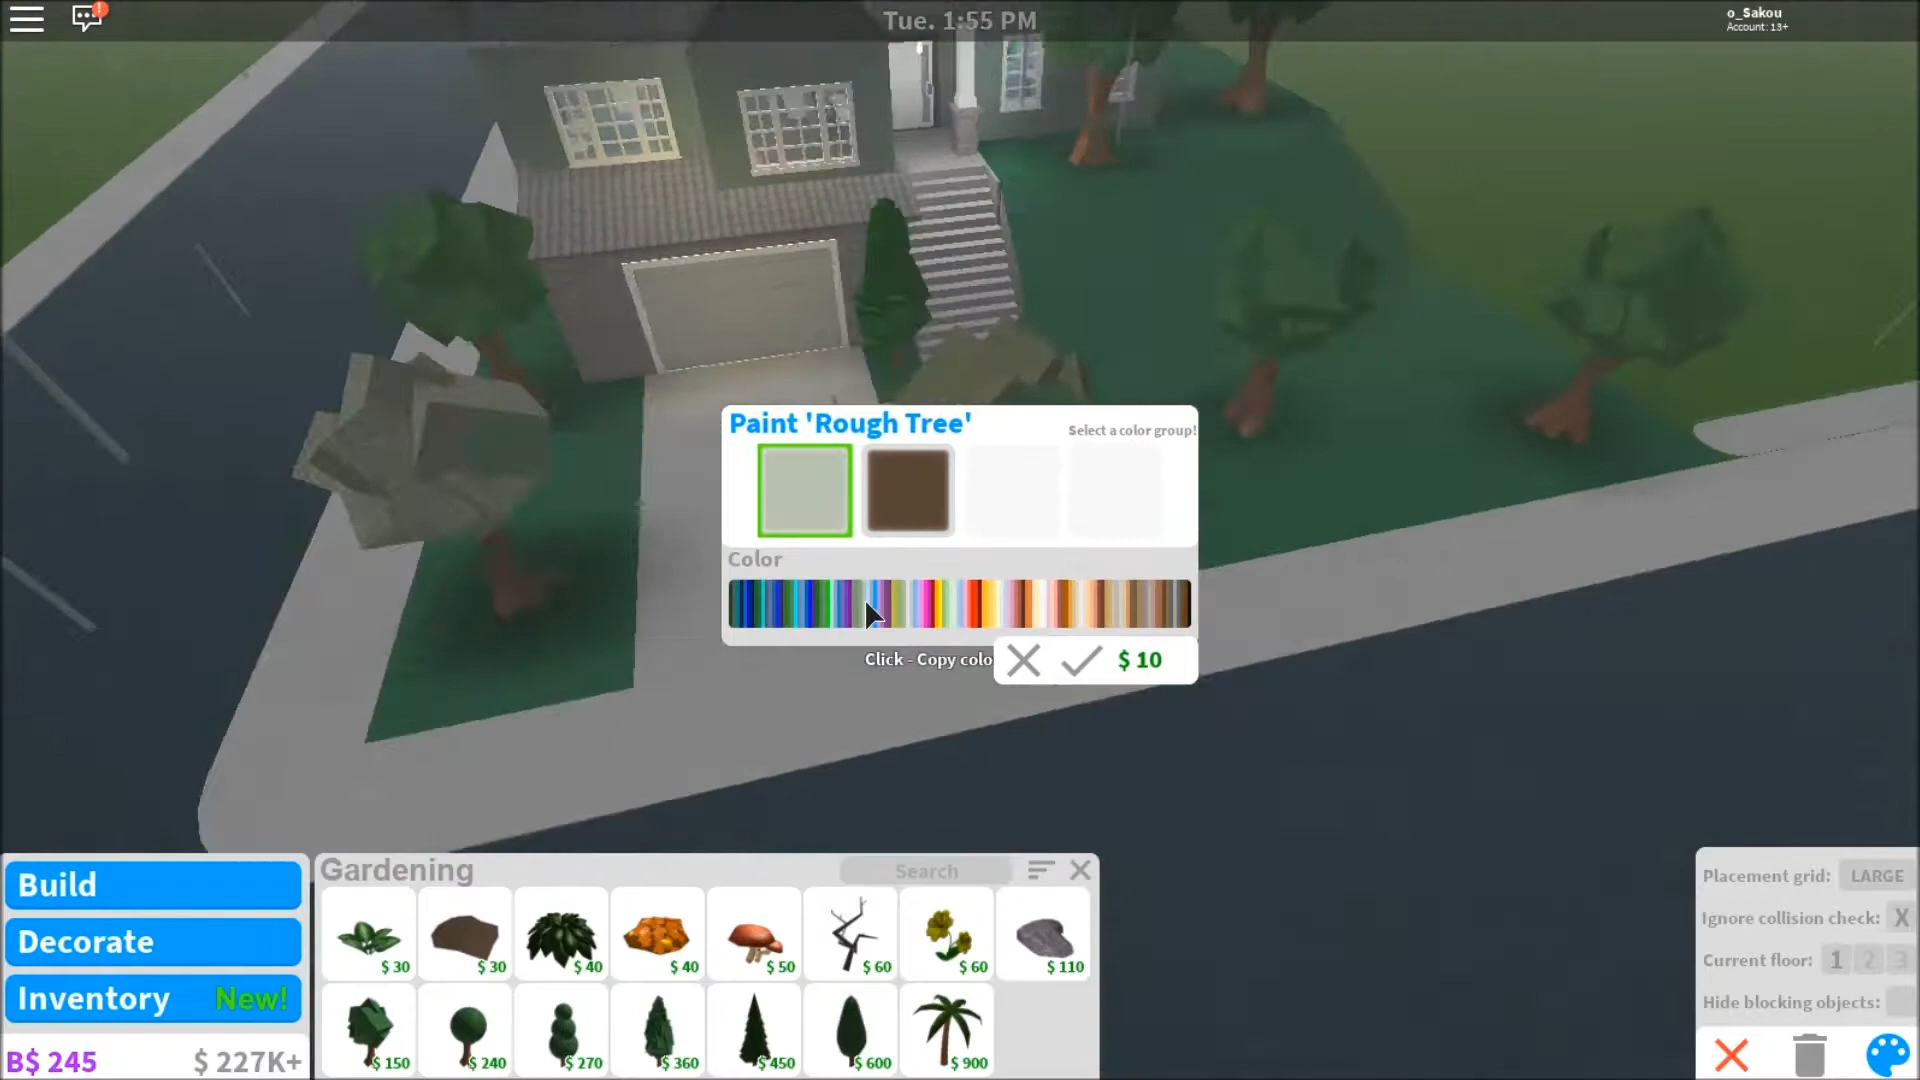 Tue. 1:55 PM
o_Sakou
Account: 13+
Paint 'Rough Tree'
Select a color group!
Color
Click - Copy colo
$ 10
Build
Decorate
Inventory New!
B$ 245 $ 227K+
Gardening
Search
$ 30 $ 30 $ 40 $ 40 $ 50 $ 60 $ 60 $ 110
$ 150 $ 240 $ 270 $ 360 $ 450 $ 600 $ 900
Placement grid: LARGE
Ignore collision check: X
Current floor: 1 2 3
Hide blocking objects: